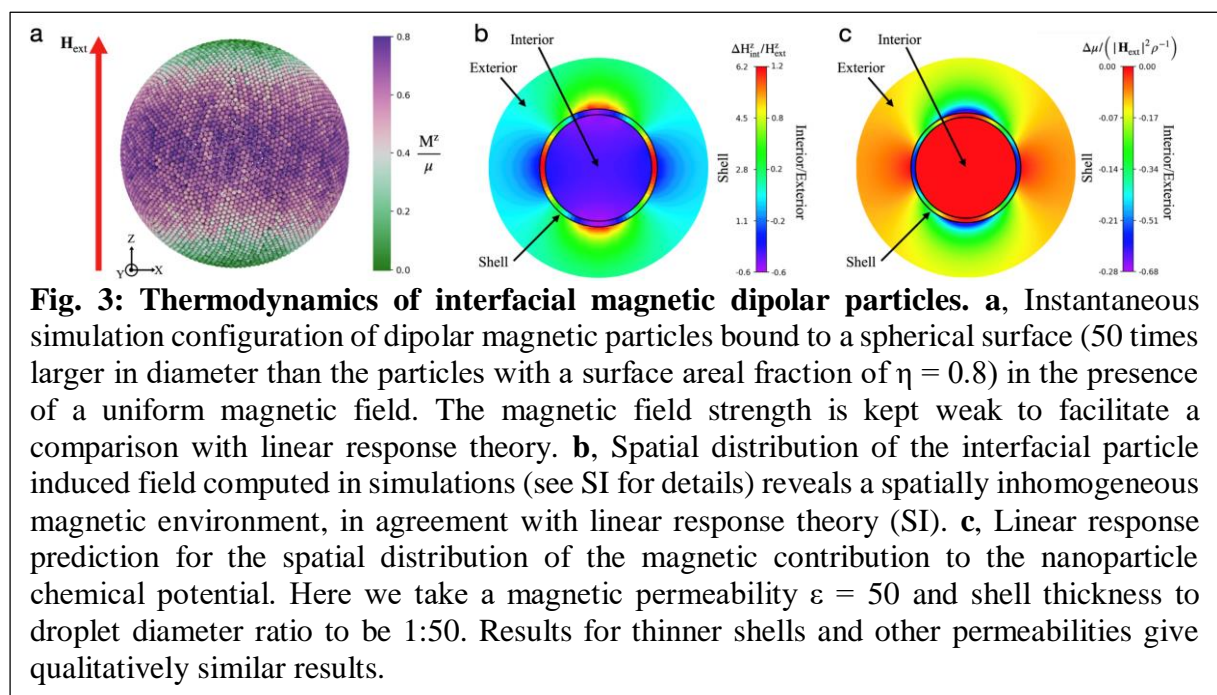 a
H_ext
0.8
0.6
0.4
0.2
0.0
M^z
μ
Z
Y
X
b
Interior
Exterior
Shell
ΔH^z_int/H^z_ext
6.2 1.2
4.5 0.8
2.8 0.2
1.1 -0.2
-0.6 -0.6
Shell
Interior/Exterior
c
Interior
Exterior
Shell
Δμ/(|H_ext|²ρ⁻¹)
0.00 0.00
-0.07 -0.17
-0.14 -0.34
-0.21 -0.51
-0.28 -0.68
Shell
Interior/Exterior
Fig. 3: Thermodynamics of interfacial magnetic dipolar particles. a, Instantaneous
simulation configuration of dipolar magnetic particles bound to a spherical surface (50 times
larger in diameter than the particles with a surface areal fraction of η = 0.8) in the presence
of a uniform magnetic field. The magnetic field strength is kept weak to facilitate a
comparison with linear response theory. b, Spatial distribution of the interfacial particle
induced field computed in simulations (see SI for details) reveals a spatially inhomogeneous
magnetic environment, in agreement with linear response theory (SI). c, Linear response
prediction for the spatial distribution of the magnetic contribution to the nanoparticle
chemical potential. Here we take a magnetic permeability ε = 50 and shell thickness to
droplet diameter ratio to be 1:50. Results for thinner shells and other permeabilities give
qualitatively similar results.